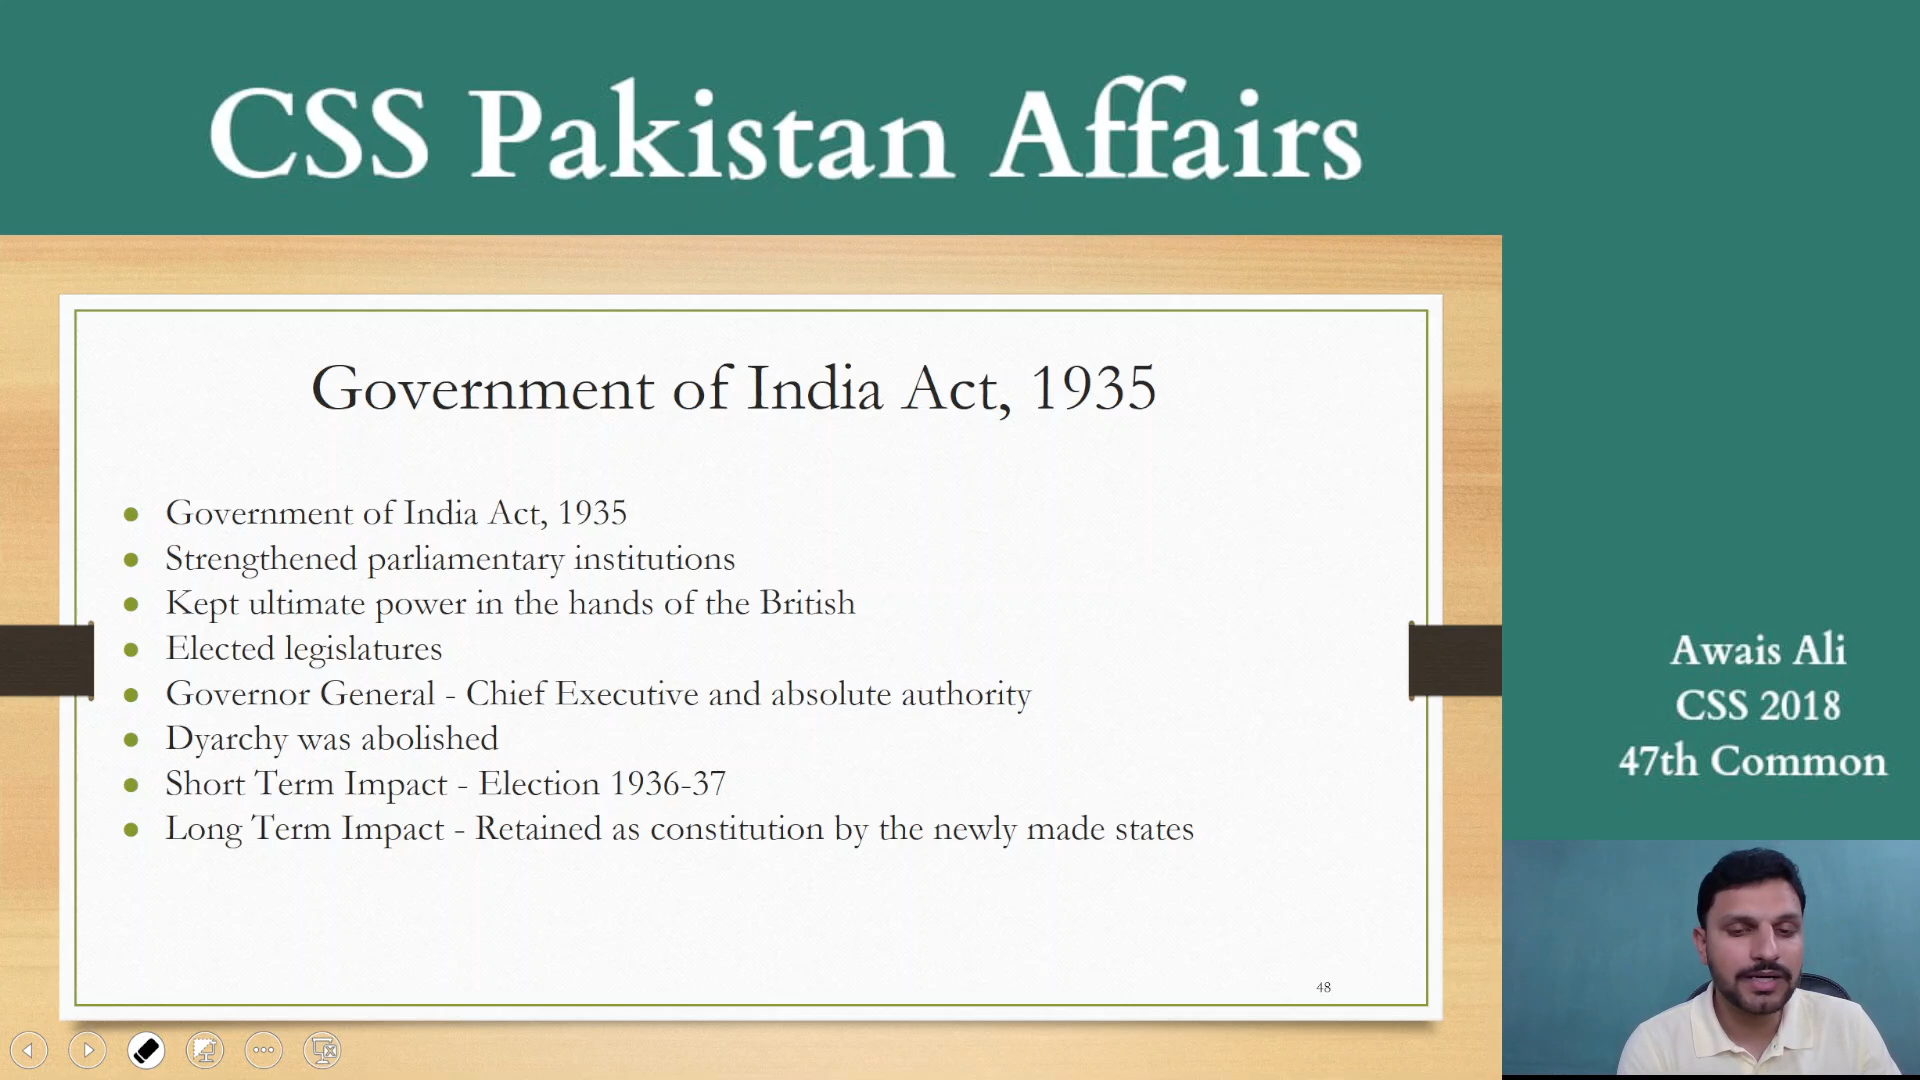 CSS Pakistan Affairs
Government of India Act, 1935
Government of India Act, 1935
Strengthened parliamentary institutions
Kept ultimate power in the hands of the British
Elected legislatures
Governor General - Chief Executive and absolute authority
Dyarchy was abolished
Short Term Impact - Election 1936-37
Long Term Impact - Retained as constitution by the newly made states
48
Awais Ali
CSS 2018
47th Common